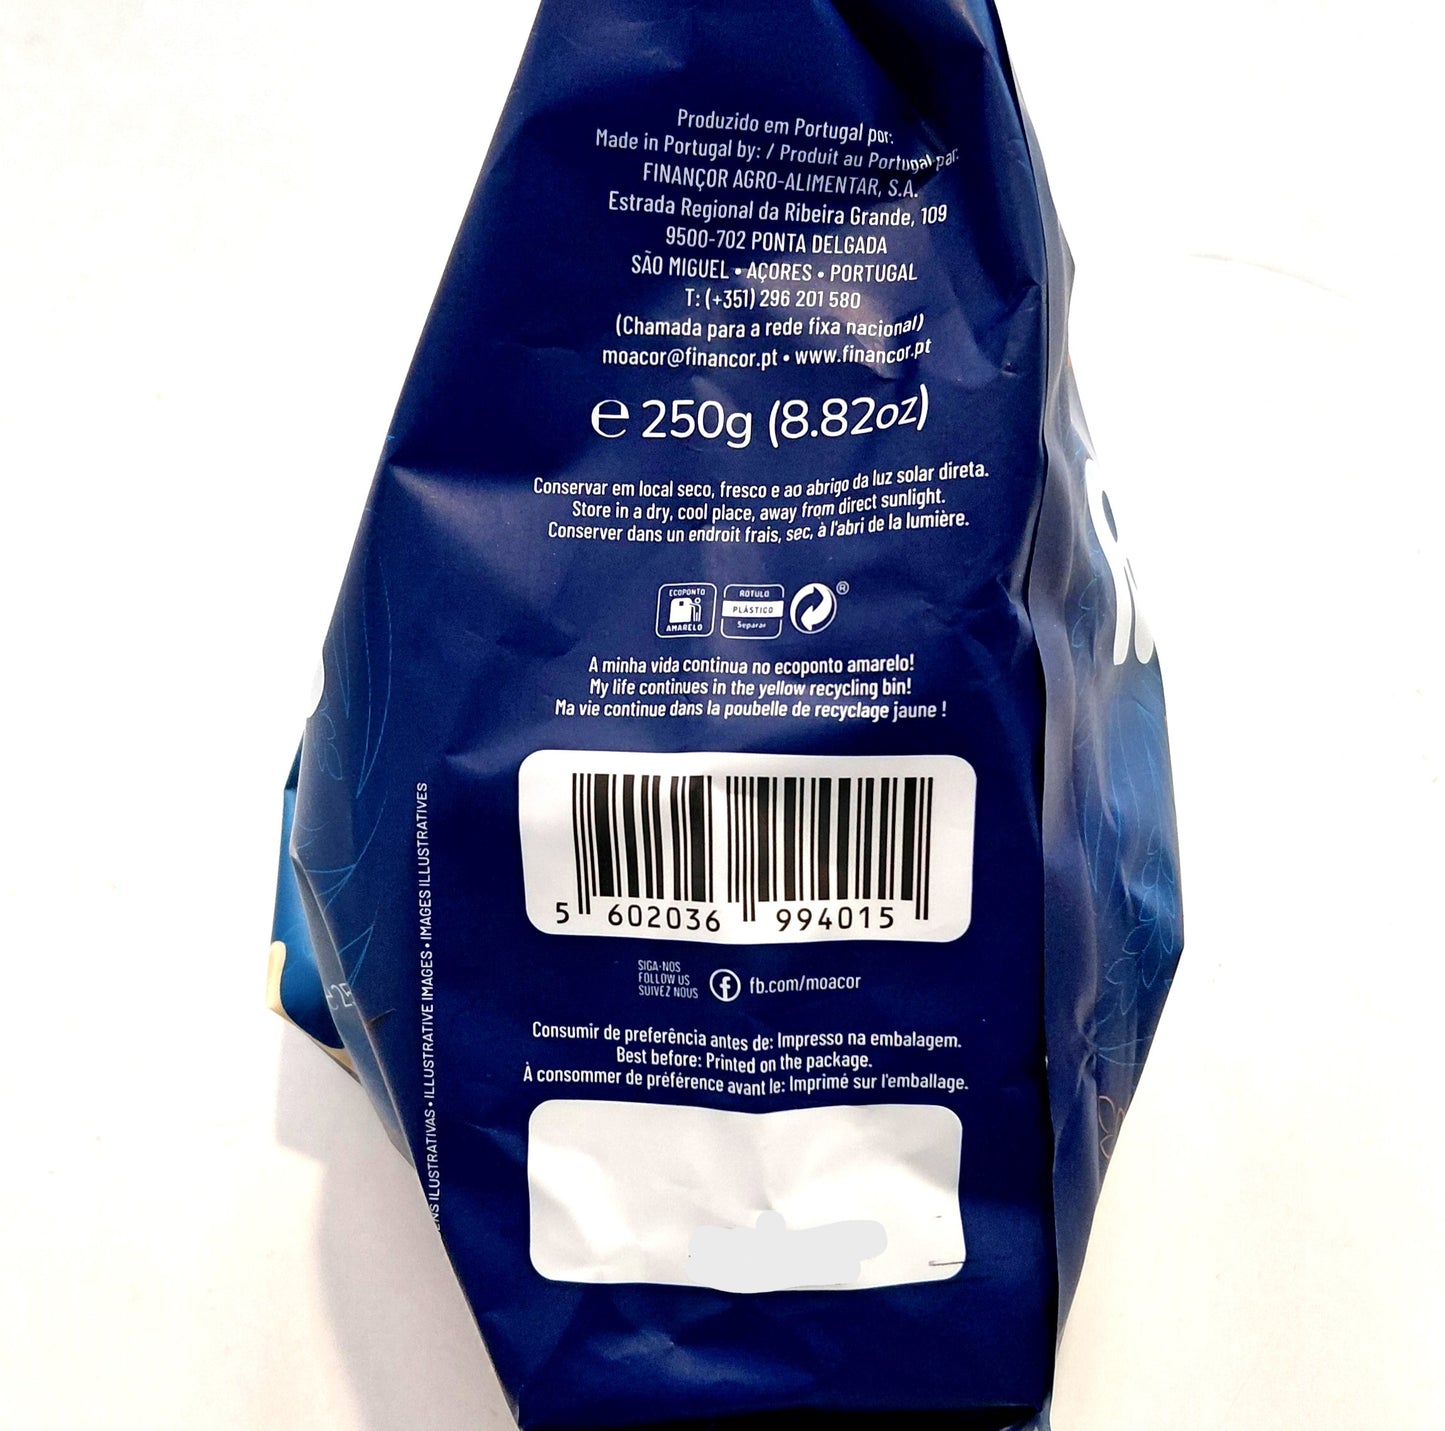 Produzido em Portugal por:
Made in Portugal by: / Produit au Portugal par:
FINANÇOR AGRO-ALIMENTAR, S.A.
Estrada Regional da Ribeira Grande, 109
9500-702 PONTA DELGADA
SÃO MIGUEL • AÇORES • PORTUGAL
T: (+351) 296 201 580
(Chamada para a rede fixa nacional)
moacor@financor.pt • www.financor.pt
℮ 250g (8.82oz)
Conservar em local seco, fresco e ao abrigo da luz solar direta.
Store in a dry, cool place, away from direct sunlight.
Conserver dans un endroit frais, sec, à l'abri de la lumière.
ECOPONTO
AMARELO
RÓTULO
PLÁSTICO
Separar
®
A minha vida continua no ecoponto amarelo!
My life continues in the yellow recycling bin!
Ma vie continue dans la poubelle de recyclage jaune !
5 602036 994015
SIGA-NOS
FOLLOW US
SUIVEZ NOUS
fb.com/moacor
Consumir de preferência antes de: Impresso na embalagem.
Best before: Printed on the package.
À consommer de préférence avant le: Imprimé sur l'emballage.
ILUSTRATIVAS • ILLUSTRATIVE IMAGES • IMAGES ILLUSTRATIVES